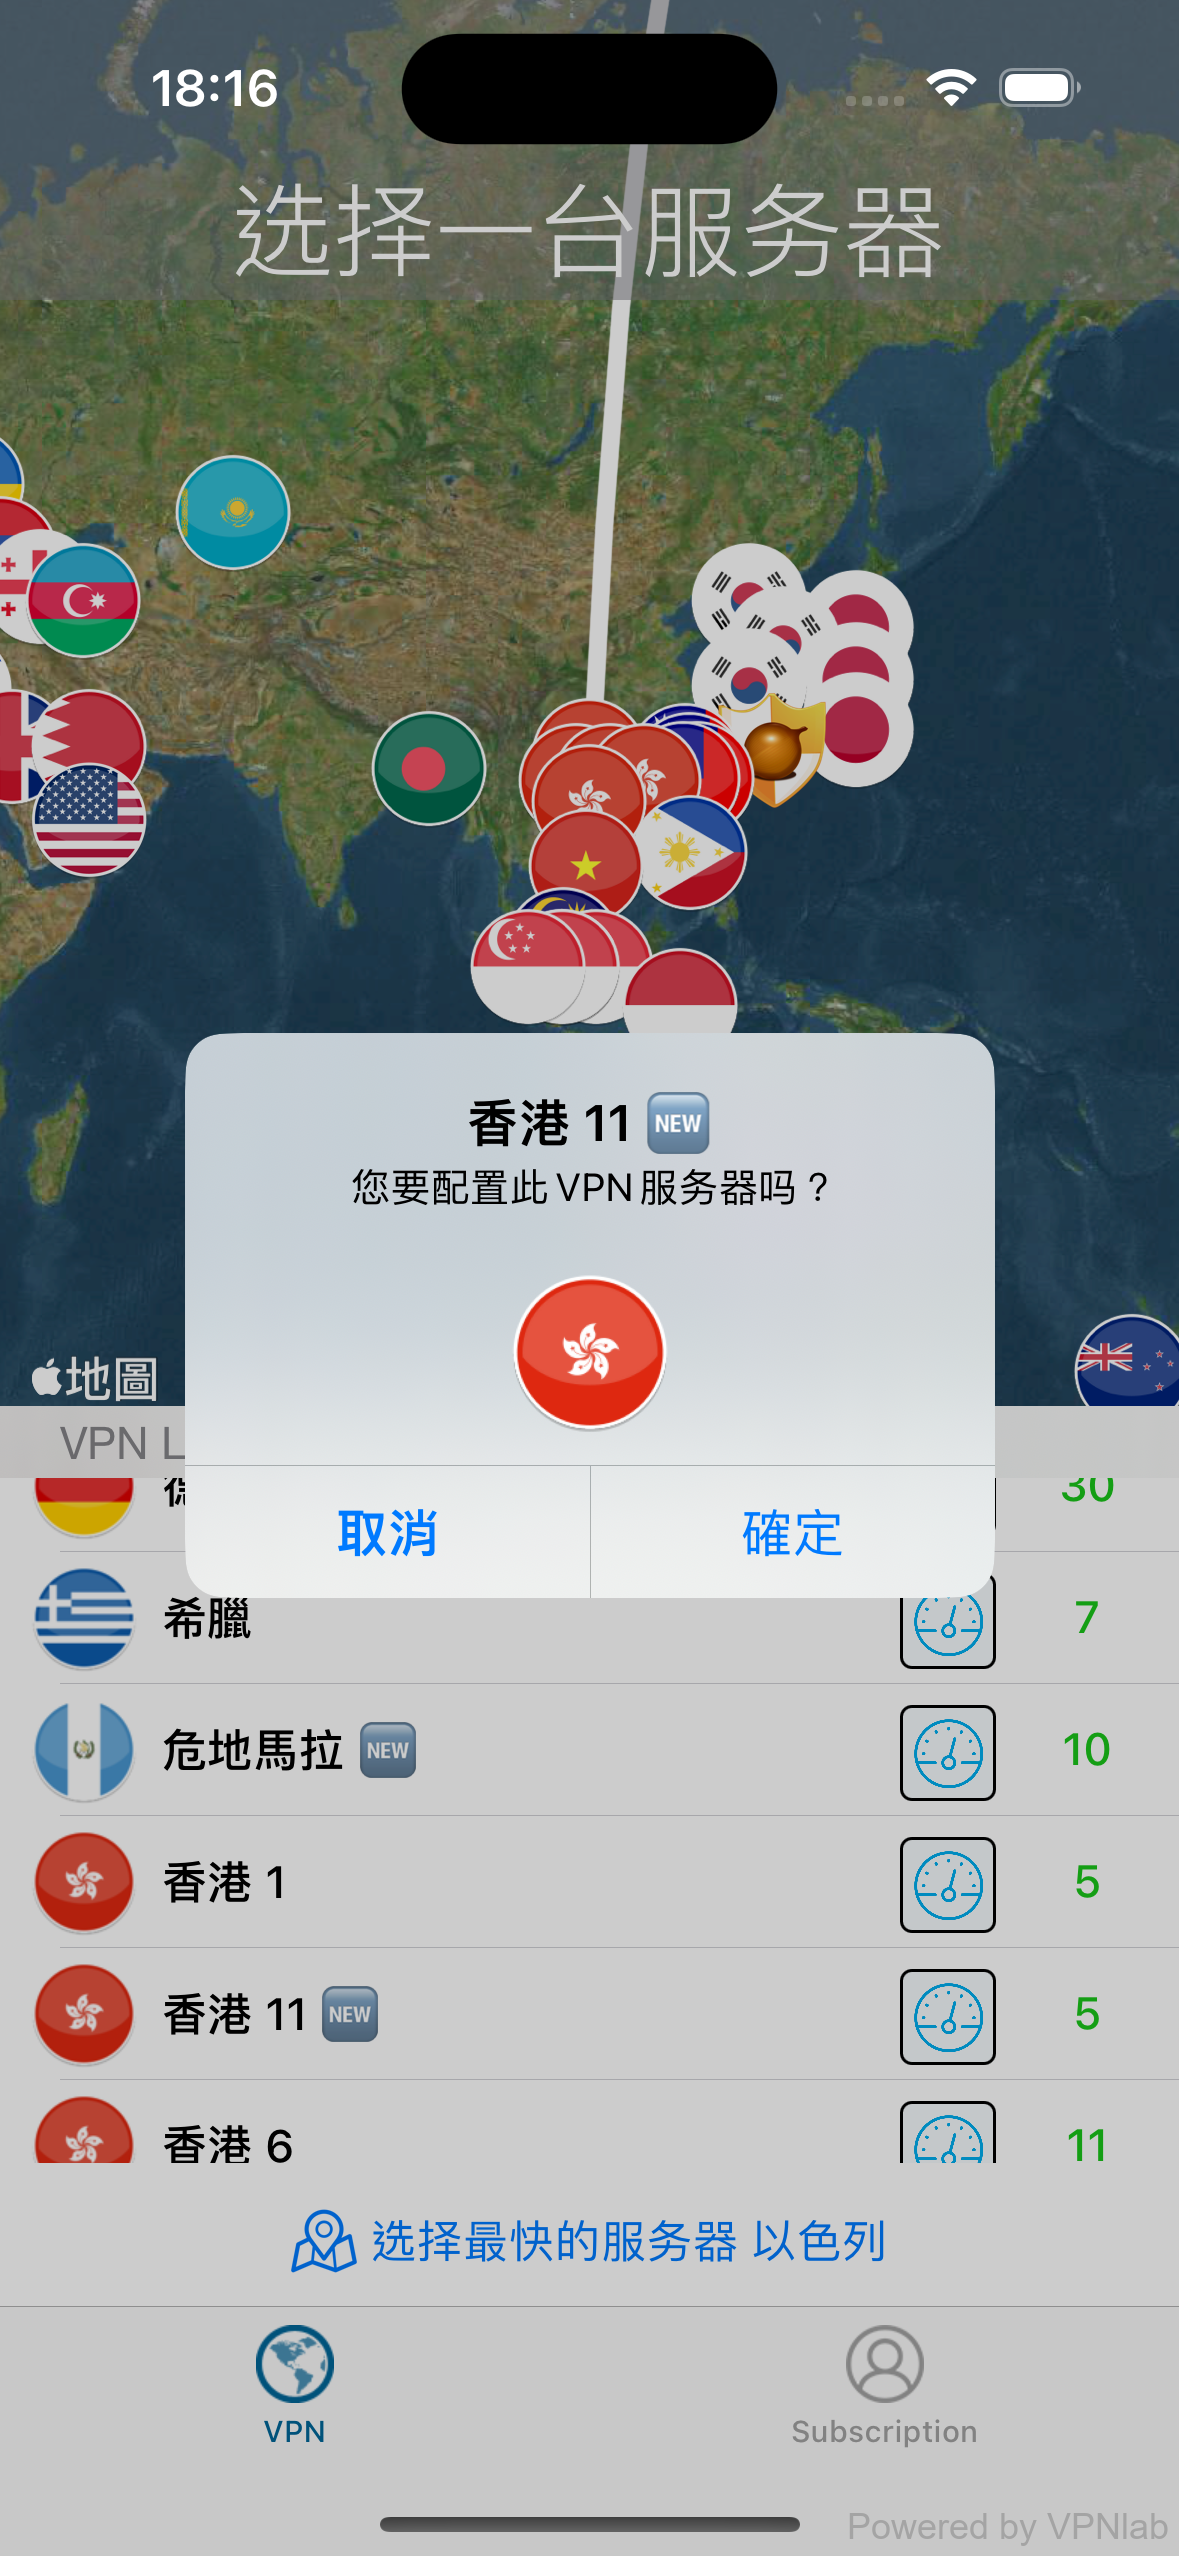 18:16
选择一台服务器
香港 11 NEW
您要配置此VPN服务器吗？
地圖
VPN L
取消
確定
30
希臘
7
危地馬拉 NEW
10
香港 1
5
香港 11 NEW
5
香港 6
11
选择最快的服务器 以色列
VPN
Subscription
Powered by VPNlab